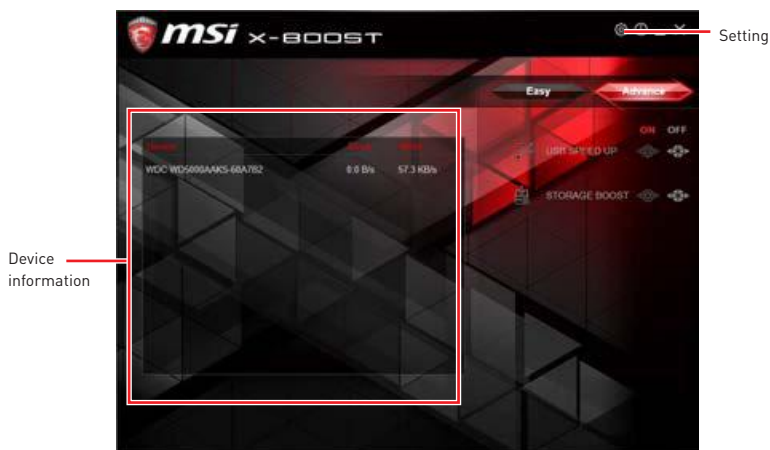 msi X-BOOST
Setting
Easy Advance
ON OFF
Device
USB SPEED UP
WDC WD5000AAKS-60A7B2 0.0 B/s 57.3 KB/s
STORAGE BOOST
Device
information